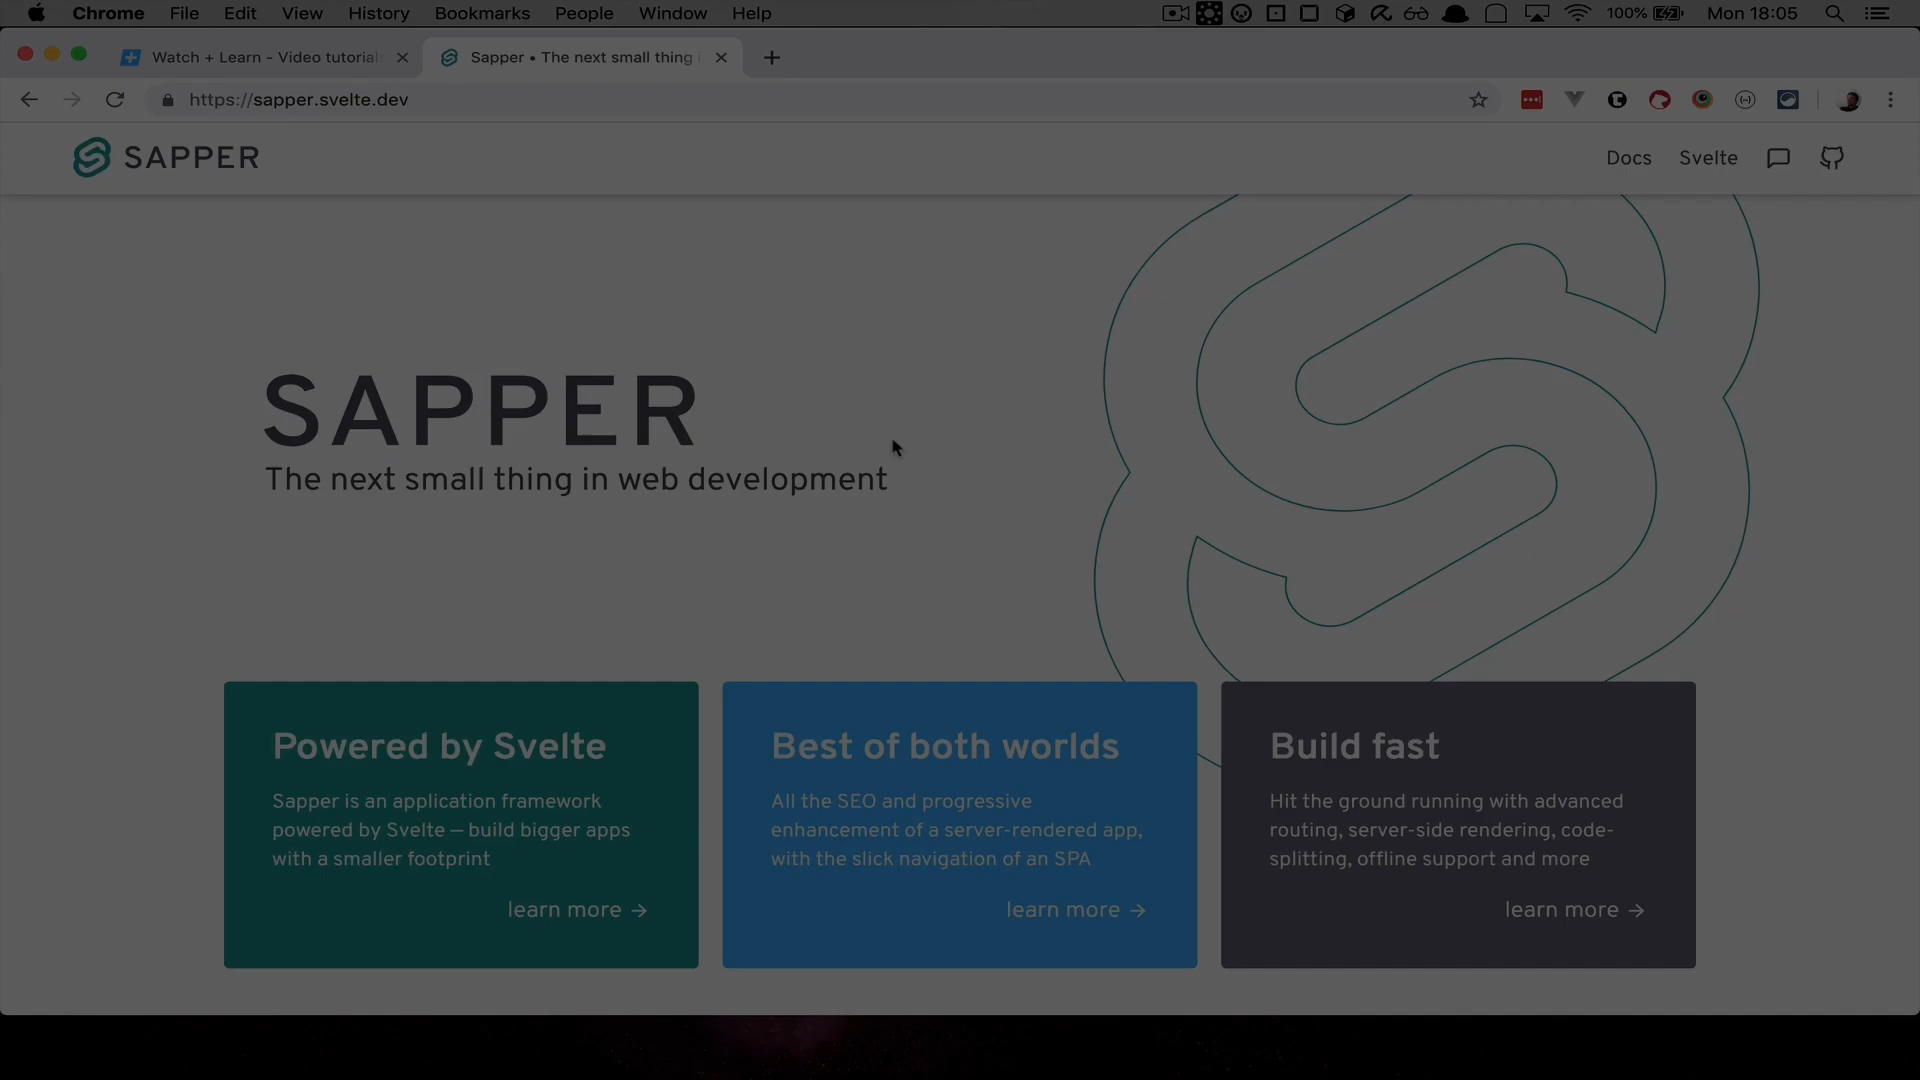 Chrome File Edit View History Bookmarks People Window Help 100% Mon 18:05
Watch + Learn - Video tutorial Sapper • The next small thing
https://sapper.svelte.dev
SAPPER Docs Svelte
SAPPER
The next small thing in web development
Powered by Svelte
Sapper is an application framework
powered by Svelte — build bigger apps
with a smaller footprint
learn more →
Best of both worlds
All the SEO and progressive
enhancement of a server-rendered app,
with the slick navigation of an SPA
learn more →
Build fast
Hit the ground running with advanced
routing, server-side rendering, code-
splitting, offline support and more
learn more →